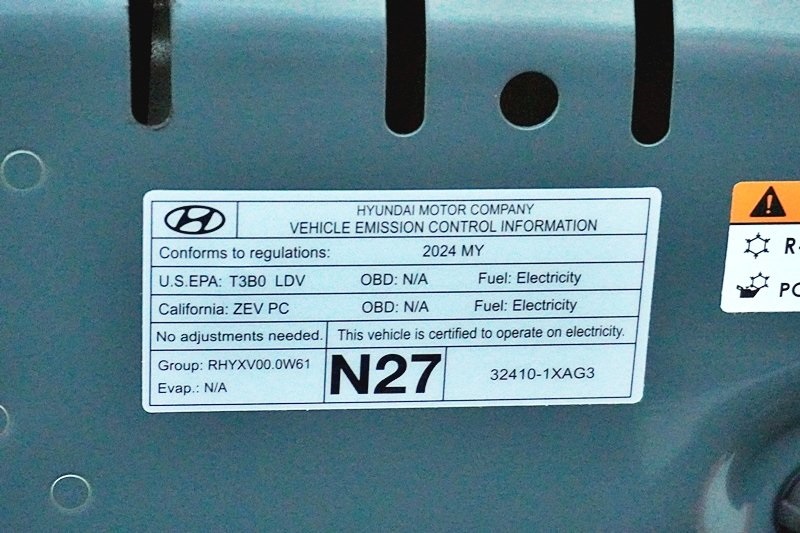 HYUNDAI MOTOR COMPANY
VEHICLE EMISSION CONTROL INFORMATION
Conforms to regulations: 2024 MY
U.S.EPA: T3B0 LDV OBD: N/A Fuel: Electricity
California: ZEV PC OBD: N/A Fuel: Electricity
No adjustments needed. This vehicle is certified to operate on electricity.
Group: RHYXV00.0W61
Evap.: N/A
N27
32410-1XAG3